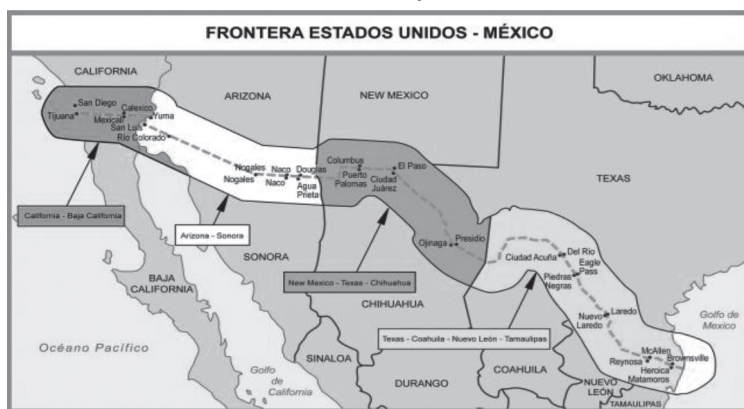 FRONTERA ESTADOS UNIDOS - MÉXICO
CALIFORNIA
ARIZONA
NEW MEXICO
OKLAHOMA
TEXAS
San Diego
Tijuana
Calexico
Mexicali
Yuma
San Luis
Río Colorado
Nogales
Nogales
Naco
Naco
Douglas
Agua
Prieta
Columbus
Puerto
Palomas
El Paso
Ciudad
Juárez
Ojinaga
Presidio
Ciudad Acuña
Del Río
Eagle
Pass
Piedras
Negras
Nuevo
Laredo
Laredo
McAllen
Reynosa
Brownsville
Heroica
Matamoros
California - Baja California
Arizona - Sonora
New Mexico - Texas - Chihuahua
Texas - Coahuila - Nuevo León - Tamaulipas
BAJA
CALIFORNIA
SONORA
CHIHUAHUA
SINALOA
DURANGO
COAHUILA
NUEVO
LEÓN
TAMAULIPAS
Océano Pacífico
Golfo
de
California
Golfo de
Mexico